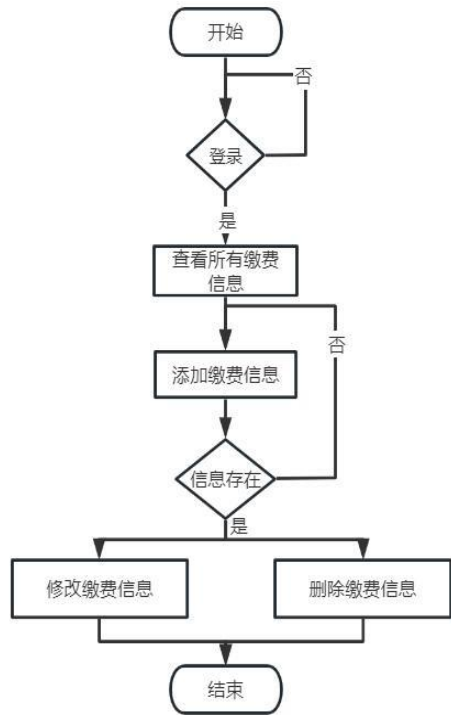 开始
否
登录
是
查看所有缴费
信息
否
添加缴费信息
信息存在
是
修改缴费信息
删除缴费信息
结束